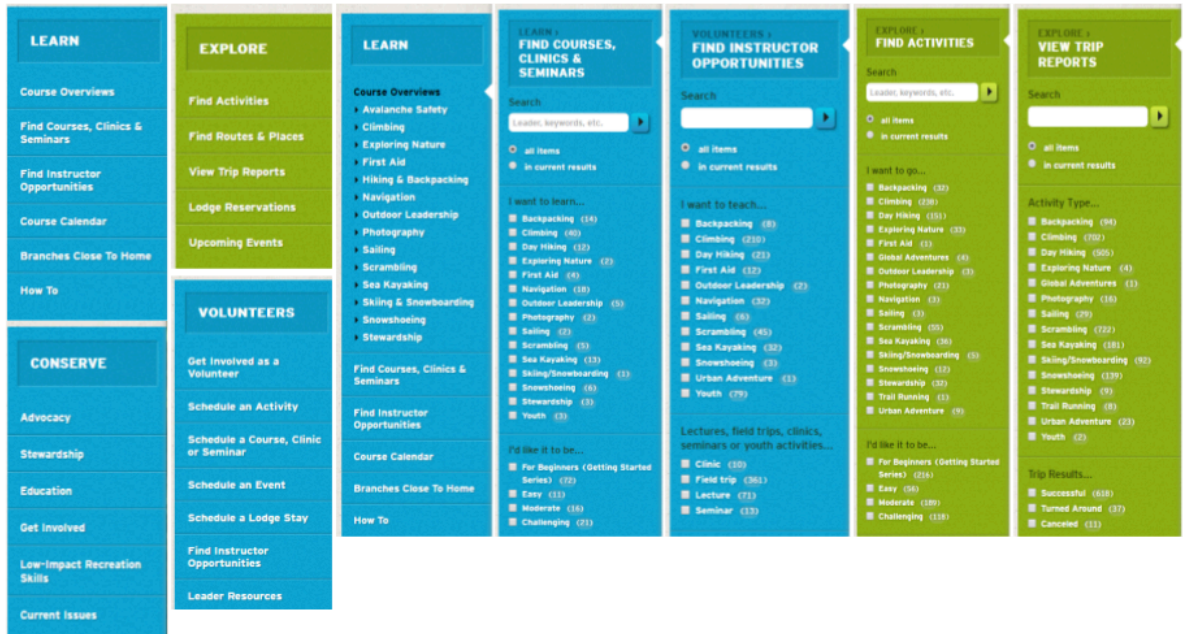 LEARN
Course Overviews
Find Courses, Clinics &
Seminars
Find Instructor
Opportunities
Course Calendar
Branches Close To Home
How To
CONSERVE
Advocacy
Stewardship
Education
Get Involved
Low-Impact Recreation
Skills
Current Issues
EXPLORE
Find Activities
Find Routes & Places
View Trip Reports
Lodge Reservations
Upcoming Events
VOLUNTEERS
Get Involved as a
Volunteer
Schedule an Activity
Schedule a Course, Clinic
or Seminar
Schedule an Event
Schedule a Lodge Stay
Find Instructor
Opportunities
Leader Resources
LEARN
Course Overviews
Avalanche Safety
Climbing
Exploring Nature
First Aid
Hiking & Backpacking
Navigation
Outdoor Leadership
Photography
Sailing
Scrambling
Sea Kayaking
Skiing & Snowboarding
Snowshoeing
Stewardship
Find Courses, Clinics &
Seminars
Find Instructor
Opportunities
Course Calendar
Branches Close To Home
How To
LEARN ›
FIND COURSES,
CLINICS &
SEMINARS
Search
Leader, keywords, etc.
all items
in current results
I want to learn...
Backpacking (14)
Climbing (40)
Day Hiking (12)
Exploring Nature (2)
First Aid (4)
Navigation (18)
Outdoor Leadership (5)
Photography (2)
Sailing (2)
Scrambling (5)
Sea Kayaking (13)
Skiing/Snowboarding (3)
Snowshoeing (6)
Stewardship (3)
Youth (3)
I'd like it to be...
For Beginners (Getting Started
Series) (72)
Easy (11)
Moderate (16)
Challenging (21)
VOLUNTEERS ›
FIND INSTRUCTOR
OPPORTUNITIES
Search
all items
in current results
I want to teach...
Backpacking (8)
Climbing (210)
Day Hiking (21)
First Aid (12)
Outdoor Leadership (2)
Navigation (32)
Sailing (6)
Scrambling (45)
Sea Kayaking (32)
Snowshoeing (3)
Urban Adventure (1)
Youth (79)
Lectures, field trips, clinics,
seminars or youth activities...
Clinic (10)
Field trip (361)
Lecture (71)
Seminar (13)
EXPLORE ›
FIND ACTIVITIES
Search
Leader, keywords, etc.
all items
in current results
I want to go...
Backpacking (32)
Climbing (238)
Day Hiking (151)
Exploring Nature (33)
First Aid (1)
Global Adventures (4)
Outdoor Leadership (3)
Photography (21)
Navigation (3)
Sailing (3)
Scrambling (55)
Sea Kayaking (36)
Skiing/Snowboarding (5)
Snowshoeing (12)
Stewardship (32)
Trail Running (1)
Urban Adventure (9)
I'd like it to be...
For Beginners (Getting Started
Series) (216)
Easy (56)
Moderate (189)
Challenging (118)
EXPLORE ›
VIEW TRIP
REPORTS
Search
all items
in current results
Activity Type...
Backpacking (94)
Climbing (702)
Day Hiking (505)
Exploring Nature (4)
Global Adventures (1)
Photography (16)
Sailing (29)
Scrambling (722)
Sea Kayaking (181)
Skiing/Snowboarding (92)
Snowshoeing (139)
Stewardship (9)
Trail Running (8)
Urban Adventure (23)
Youth (2)
Trip Results...
Successful (618)
Turned Around (37)
Canceled (11)